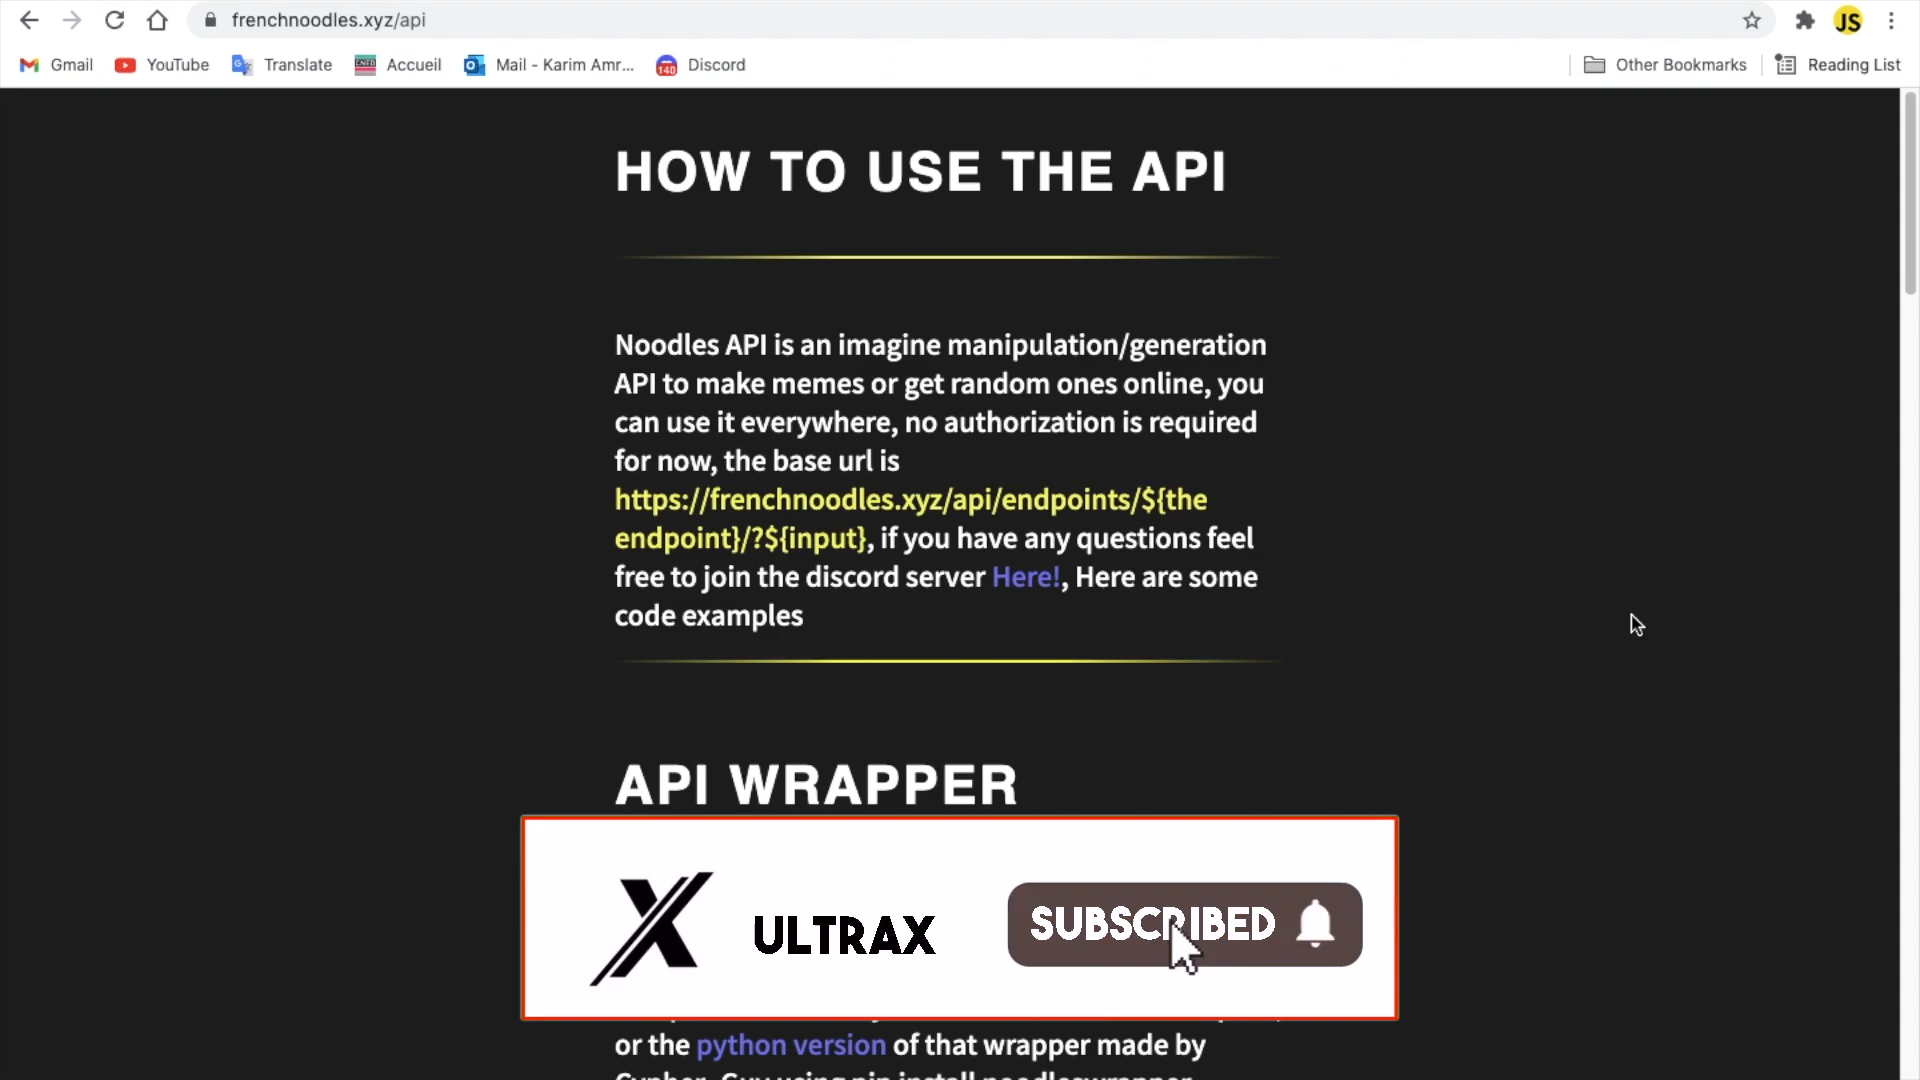 frenchnoodles.xyz/api
JS
Gmail
YouTube
Translate
CNED
Accueil
Mail - Karim Amr...
140
Discord
Other Bookmarks
Reading List
HOW TO USE THE API
Noodles API is an imagine manipulation/generation
API to make memes or get random ones online, you
can use it everywhere, no authorization is required
for now, the base url is
https://frenchnoodles.xyz/api/endpoints/${the
endpoint}/?${input}, if you have any questions feel
free to join the discord server Here!, Here are some
code examples
API WRAPPER
X
ULTRAX
SUBSCRIBED
or the python version of that wrapper made by